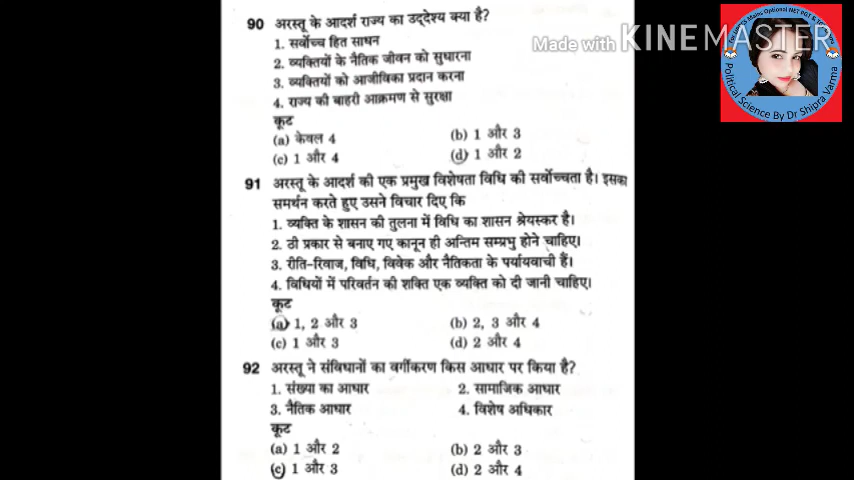 90 अरस्तू के आदर्श राज्य का उद्देश्य क्या है?
1. सर्वोच्च हित साधन
2. व्यक्तियों के नैतिक जीवन को सुधारना
3. व्यक्तियों को आजीविका प्रदान करना
4. राज्य की बाहरी आक्रमण से सुरक्षा
कूट
(a) केवल 4 (b) 1 और 3
(c) 1 और 4 (d) 1 और 2
91 अरस्तू के आदर्श की एक प्रमुख विशेषता विधि की सर्वोच्चता है। इसका
समर्थन करते हुए उसने विचार दिए कि
1. व्यक्ति के शासन की तुलना में विधि का शासन श्रेयस्कर है।
2. ठी प्रकार से बनाए गए कानून ही अन्तिम सम्प्रभु होने चाहिए।
3. रीति-रिवाज, विधि, विवेक और नैतिकता के पर्यायवाची हैं।
4. विधियों में परिवर्तन की शक्ति एक व्यक्ति को दी जानी चाहिए।
कूट
(a) 1, 2 और 3 (b) 2, 3 और 4
(c) 1 और 3 (d) 2 और 4
92 अरस्तू ने संविधानों का वर्गीकरण किस आधार पर किया है?
1. संख्या का आधार 2. सामाजिक आधार
3. नैतिक आधार 4. विशेष अधिकार
कूट
(a) 1 और 2 (b) 2 और 3
(c) 1 और 3 (d) 2 और 4
Made with KINEMASTER
Political Science By Dr Shipra Varma